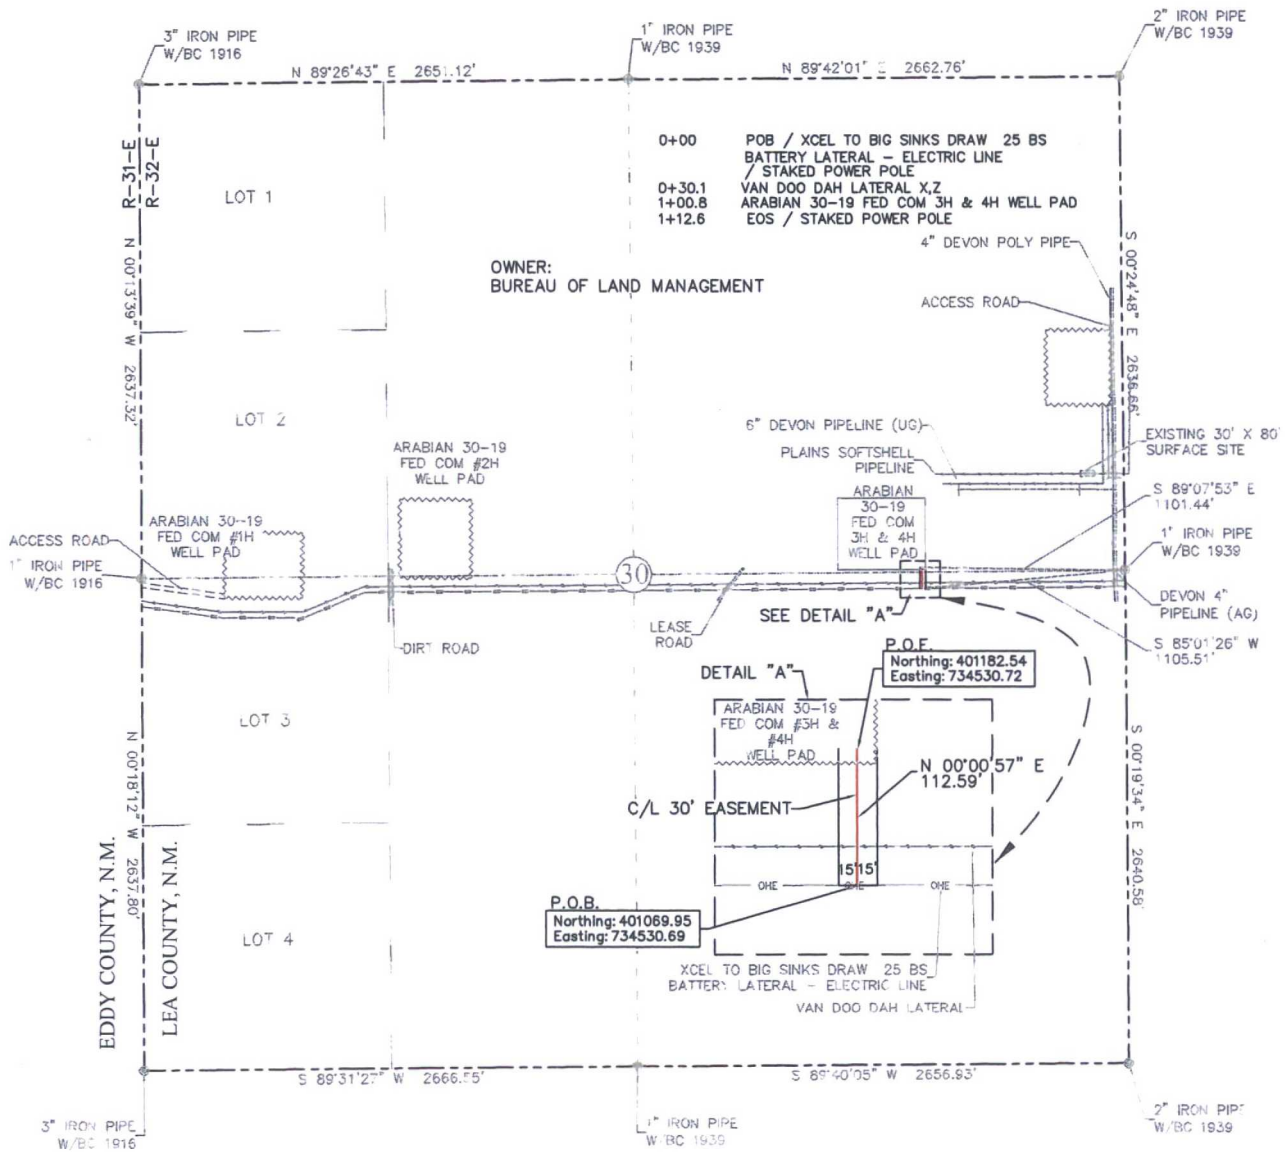 3" IRON PIPE
W/BC 1916
1" IRON PIPE
W/BC 1939
2" IRON PIPE
W/BC 1939
N 89°26'43" E 2651.12'
N 89°42'01" E 2662.76'
0+00 POB / XCEL TO BIG SINKS DRAW 25 BS
BATTERY LATERAL – ELECTRIC LINE
/ STAKED POWER POLE
0+30.1 VAN DOO DAH LATERAL X,Z
1+00.8 ARABIAN 30–19 FED COM 3H & 4H WELL PAD
1+12.6 EOS / STAKED POWER POLE
R–31–E
R–32–E
LOT 1
N 00°13'39" W 2637.32'
OWNER:
BUREAU OF LAND MANAGEMENT
4" DEVON POLY PIPE
ACCESS ROAD
S 00°24'48" E 2636.66'
LOT 2
6" DEVON PIPELINE (UG)
PLAINS SOFTSHELL
PIPELINE
EXISTING 30' X 80'
SURFACE SITE
ARABIAN 30–19
FED COM #2H
WELL PAD
ARABIAN
30–19
FED COM
3H & 4H
WELL PAD
S 89°07'53" E
1101.44'
ARABIAN 30–19
FED COM #1H
WELL PAD
ACCESS ROAD
1" IRON PIPE
W/BC 1916
1" IRON PIPE
W/BC 1939
30
SEE DETAIL "A"
DEVON 4"
PIPELINE (AG)
LEASE
ROAD
DIRT ROAD
S 85°01'26" W
1105.51'
P.O.E.
Northing: 401182.54
Easting: 734530.72
DETAIL "A"
ARABIAN 30–19
FED COM #3H &
#4H
WELL PAD
LOT 3
N 00°18'12" W 2637.80'
S 00°19'34" E 2640.58'
N 00°00'57" E
112.59'
C/L 30' EASEMENT
15'15'
OHE OHE OHE
P.O.B.
Northing: 401069.95
Easting: 734530.69
EDDY COUNTY, N.M.
LEA COUNTY, N.M.
LOT 4
XCEL TO BIG SINKS DRAW 25 BS
BATTERY LATERAL – ELECTRIC LINE
VAN DOO DAH LATERAL
S 89°31'27" W 2666.55'
S 89°40'05" W 2656.93'
3" IRON PIPE
W/BC 1916
1" IRON PIPE
W/BC 1939
2" IRON PIPE
W/BC 1939